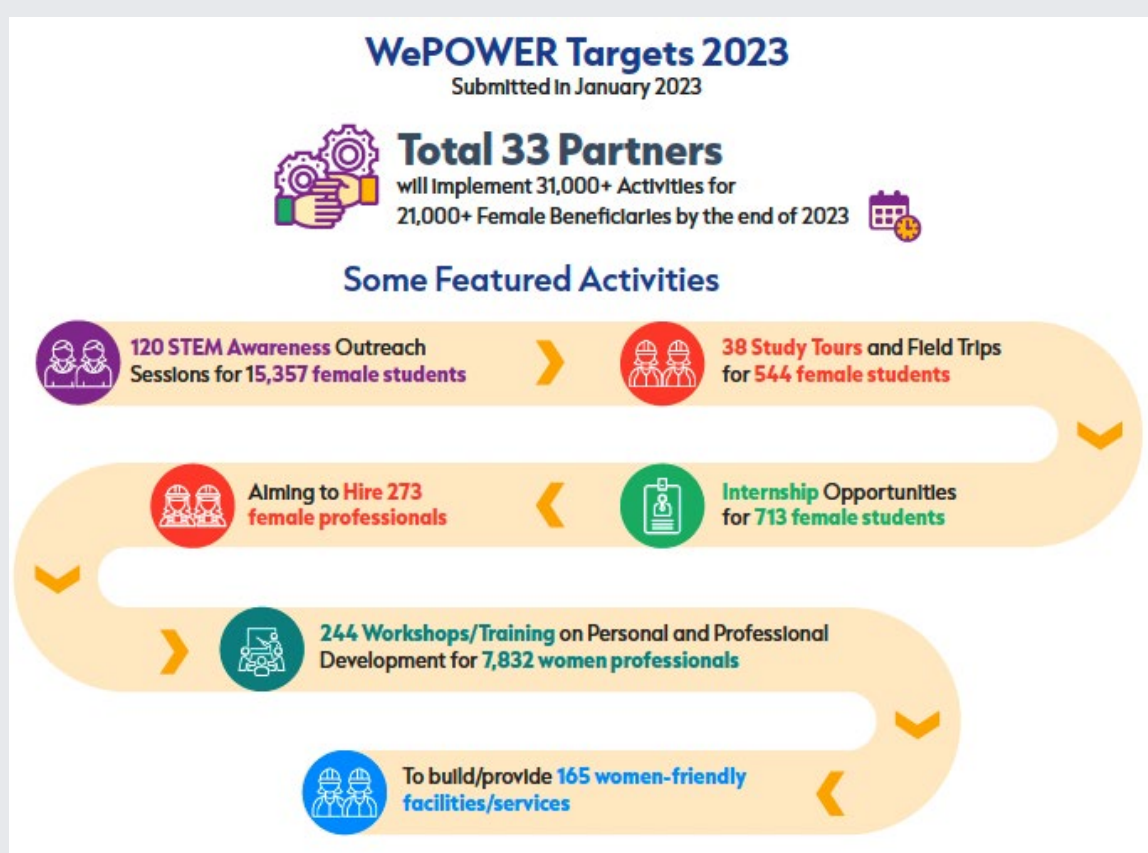 WePOWER Targets 2023
Submitted in January 2023
Total 33 Partners
will implement 31,000+ Activities for
21,000+ Female Beneficiaries by the end of 2023
Some Featured Activities
120 STEM Awareness Outreach
Sessions for 15,357 female students
38 Study Tours and Field Trips
for 544 female students
Internship Opportunities
for 713 female students
Aiming to Hire 273
female professionals
244 Workshops/Training on Personal and Professional
Development for 7,832 women professionals
To build/provide 165 women-friendly
facilities/services